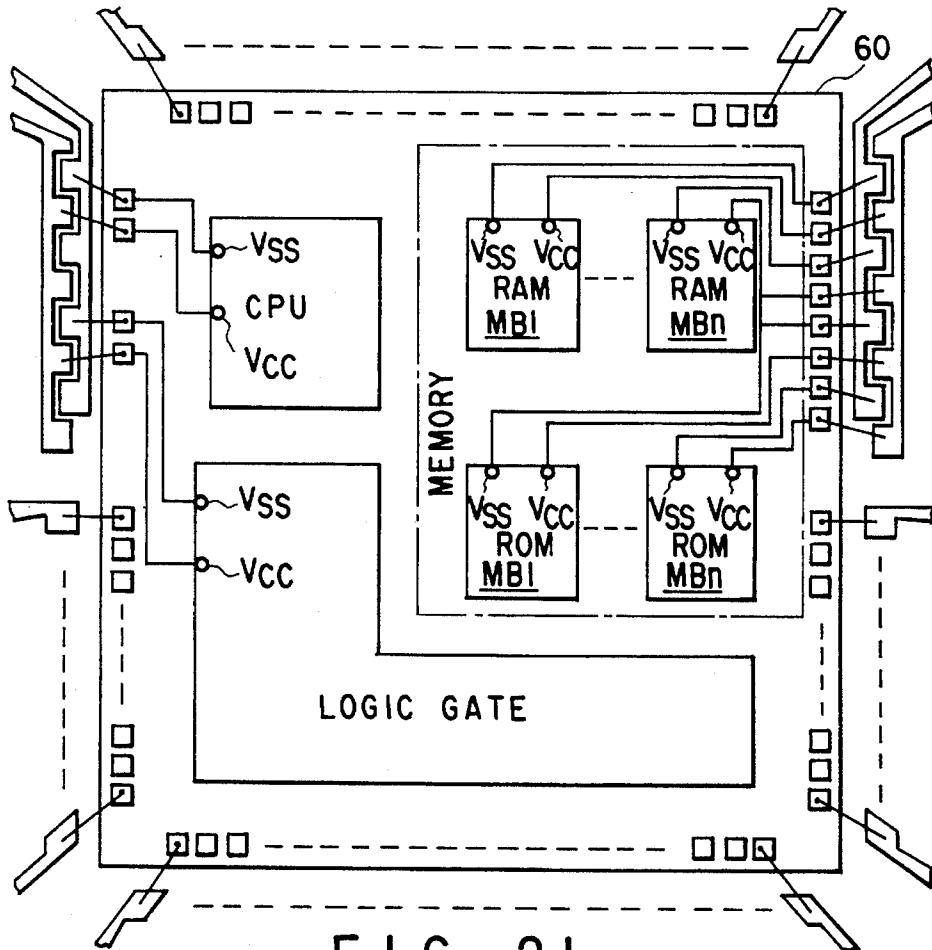 60
VSS VCC VSS VCC
VSS
RAM RAM
CPU
MB1 MBn
VCC
MEMORY
VSS
VSS VCC VSS VCC
ROM ROM
VCC
MB1 MBn
LOGIC GATE